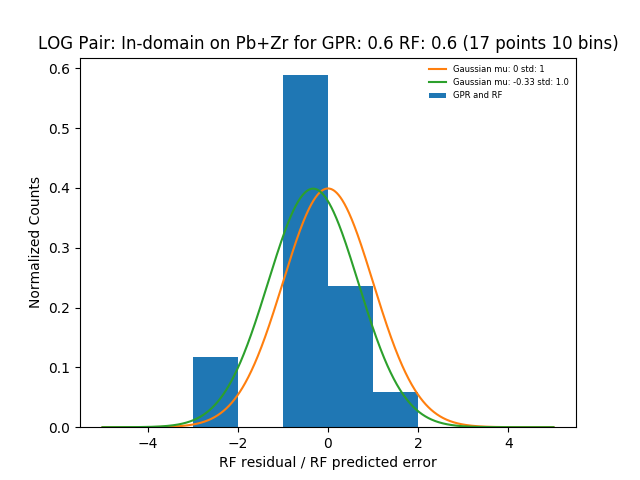 LOG Pair: In-domain on Pb+Zr for GPR: 0.6 RF: 0.6 (17 points 10 bins)
Gaussian mu: 0 std: 1
Gaussian mu: -0.33 std: 1.0
GPR and RF
Normalized Counts
0.6
0.5
0.4
0.3
0.2
0.1
0.0
−4
−2
0
2
4
RF residual / RF predicted error